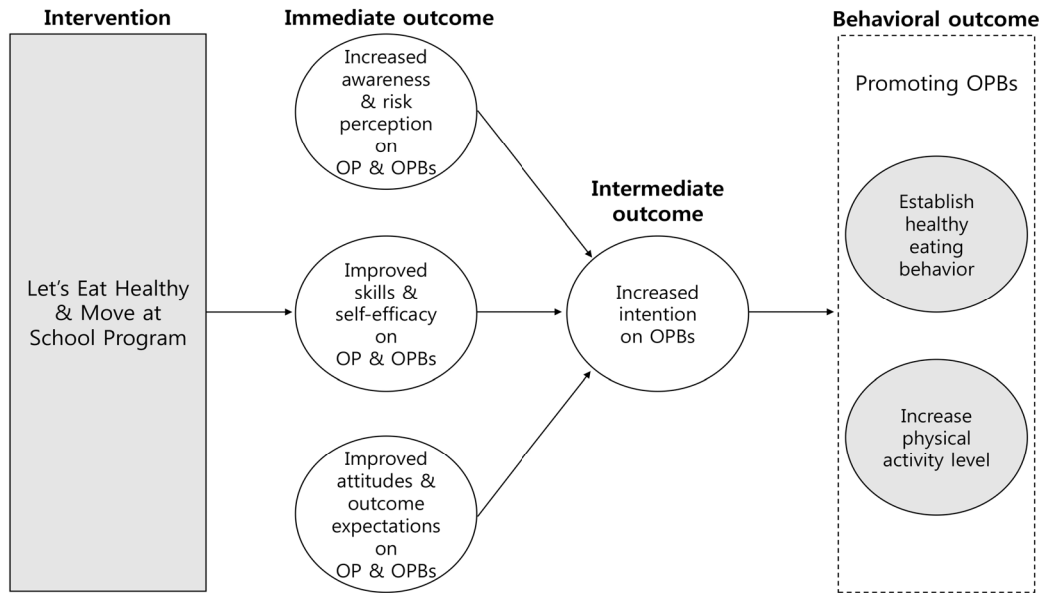 Intervention
Let's Eat Healthy
& Move at
School Program
Immediate outcome
Increased
awareness
& risk
perception
on
OP & OPBs
Improved
skills &
self-efficacy
on
OP & OPBs
Improved
attitudes &
outcome
expectations
on
OP & OPBs
Intermediate
outcome
Increased
intention
on OPBs
Behavioral outcome
Promoting OPBs
Establish
healthy
eating
behavior
Increase
physical
activity level